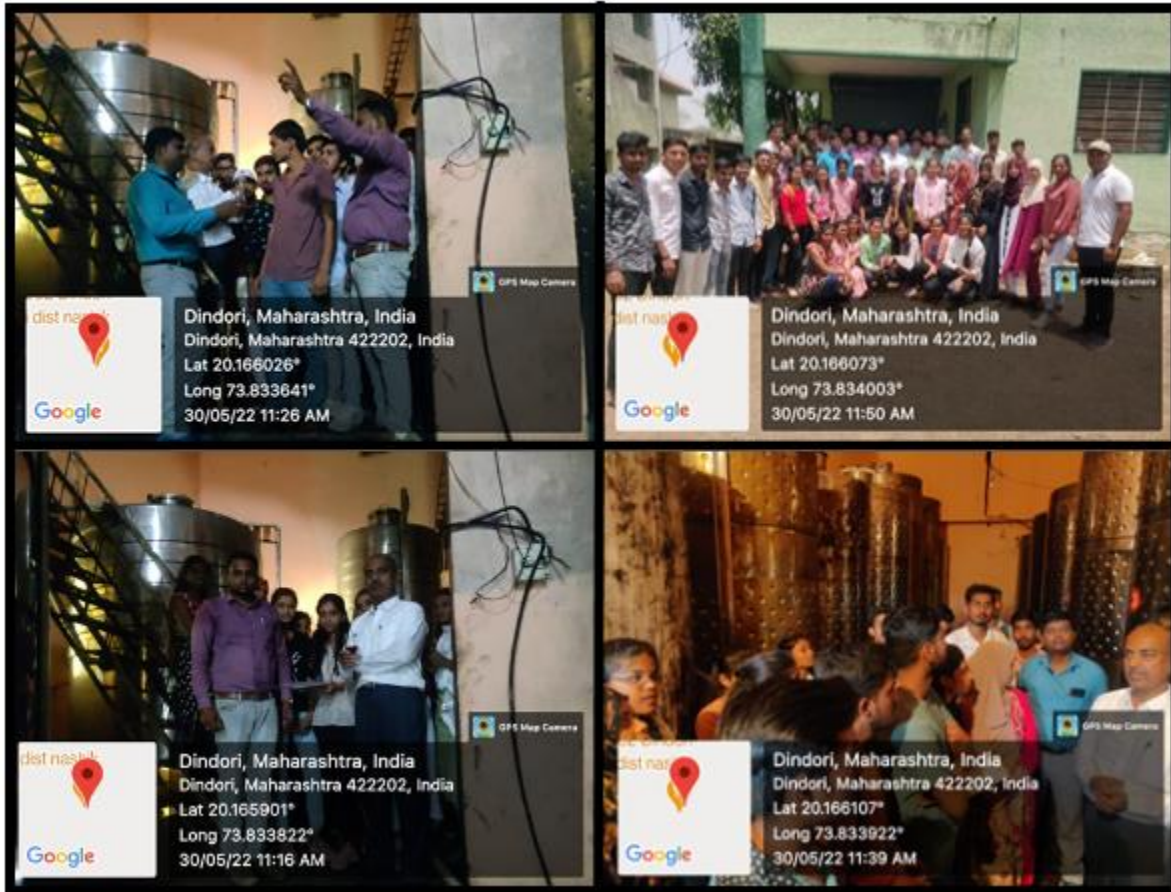 GPS Map Camera
dist nas
Google
Dindori, Maharashtra, India
Dindori, Maharashtra 422202, India
Lat 20.166026°
Long 73.833641°
30/05/22 11:26 AM
GPS Map Camera
dist nas
Google
Dindori, Maharashtra, India
Dindori, Maharashtra 422202, India
Lat 20.166073°
Long 73.834003°
30/05/22 11:50 AM
GPS Map Camera
dist nas
Google
Dindori, Maharashtra, India
Dindori, Maharashtra 422202, India
Lat 20.165901°
Long 73.833822°
30/05/22 11:16 AM
GPS Map Camera
dist nas
Google
Dindori, Maharashtra, India
Dindori, Maharashtra 422202, India
Lat 20.166107°
Long 73.833922°
30/05/22 11:39 AM